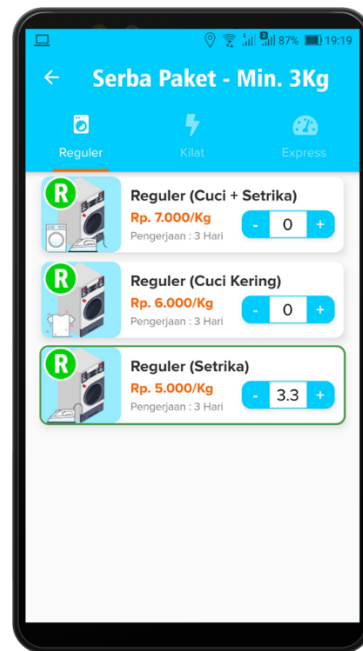 87% 19:19
Serba Paket - Min. 3Kg
Reguler Kilat Express
R
Reguler (Cuci + Setrika)
Rp. 7.000/Kg
Pengerjaan : 3 Hari
- 0 +
R
Reguler (Cuci Kering)
Rp. 6.000/Kg
Pengerjaan : 3 Hari
- 0 +
R
Reguler (Setrika)
Rp. 5.000/Kg
Pengerjaan : 3 Hari
- 3.3 +